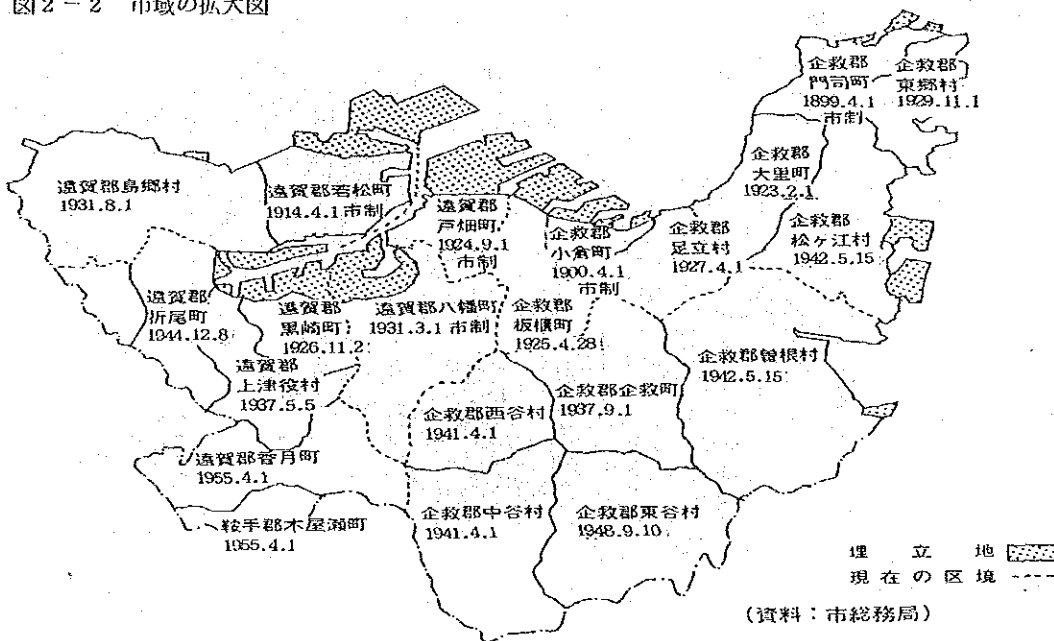 図2－2 市域の拡大図
企救郡
門司町
1899.4.1
市制
企救郡
東郷村
1929.11.1
企救郡
大里町
1923.2.1
遠賀郡島郷村
1931.8.1
遠賀郡若松町
1914.4.1市制
遠賀郡
戸畑町
1924.9.1
市制
企救郡
小倉町
1900.4.1
市制
企救郡
足立村
1927.4.1
企救郡
松ヶ江村
1942.5.15
遠賀郡
折尾町
1944.12.8
遠賀郡
黒崎町
1926.11.2
遠賀郡八幡町
1931.3.1市制
企救郡
板櫃町
1925.4.28
企救郡曽根村
1942.5.15
遠賀郡
上津役村
1937.5.5
企救郡西谷村
1941.4.1
企救郡企救町
1937.9.1
遠賀郡香月町
1955.4.1
鞍手郡木屋瀬町
1955.4.1
企救郡中谷村
1941.4.1
企救郡東谷村
1948.9.10
埋立地
現在の区境
（資料：市総務局）